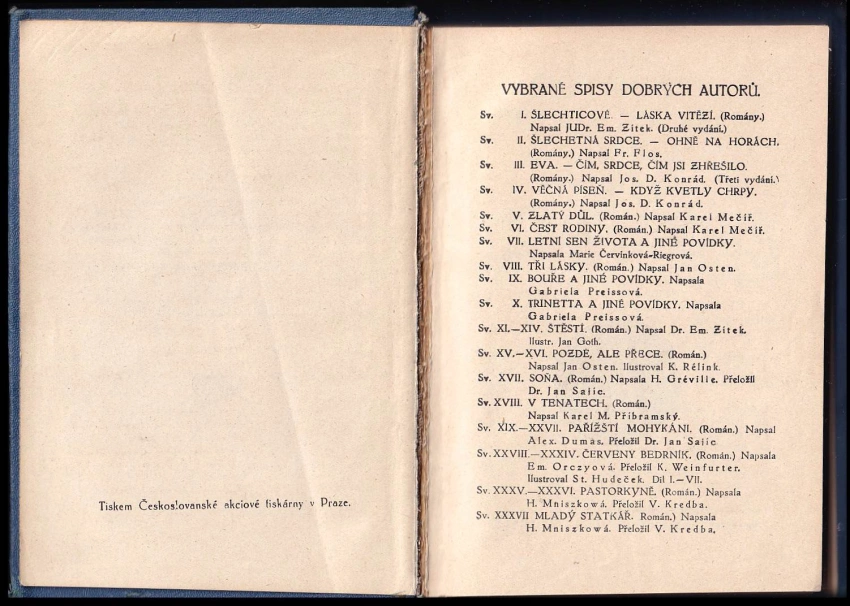 Tiskem Československé akciové tiskárny v Praze.
VYBRANÉ SPISY DOBRÝCH AUTORŮ.
Sv. I. ŠLECHTICOVÉ. — LÁSKA VITĚZÍ. (Romány.)
Napsal JUDr. Em. Zitek. (Druhé vydání.)
Sv. II. ŠLECHETNÁ SRDCE. — OHNĚ NA HORÁCH.
(Romány.) Napsal Fr. Flos.
Sv. III. EVA. — ČÍM, SRDCE, ČÍM JSI ZHŘEŠILO.
(Romány.) Napsal Jos. D. Konrád. (Třetí vydání.)
Sv. IV. VĚČNÁ PÍSEŇ. — KDYŽ KVETLY CHRPY.
(Romány.) Napsal Jos. D. Konrád.
Sv. V. ZLATÝ DŮL. (Román.) Napsal Karel Mečíř.
Sv. VI. ČEST RODINY. (Román.) Napsal Karel Mečíř.
Sv. VII. LETNÍ SEN ŽIVOTA A JINÉ POVÍDKY.
Napsala Marie Červinková-Riegrová.
Sv. VIII. TŘI LÁSKY. (Román.) Napsal Jan Osten.
Sv. IX. BOUŘE A JINÉ POVÍDKY. Napsala
Gabriela Preissová.
Sv. X. TRINETTA A JINÉ POVÍDKY. Napsala
Gabriela Preissová.
Sv. XI.—XIV. ŠTĚSTÍ. (Román.) Napsal Dr. Em. Zitek.
Ilustr. Jan Goth.
Sv. XV.—XVI. POZDĚ, ALE PŘECE. (Román.)
Napsal Jan Osten. Ilustroval K. Rélink.
Sv. XVII. SOŇA. (Román.) Napsala H. Gréville. Přeložil
Dr. Jan Sajíc.
Sv. XVIII. V TENATECH. (Román.)
Napsal Karel M. Přibramský.
Sv. XIX.—XXVII. PAŘÍŽŠTÍ MOHYKÁNI. (Román.) Napsal
Alex. Dumas. Přeložil Dr. Jan Sajíc
Sv. XXVIII.—XXXIV. ČERVENÝ BEDRNÍK. (Román.) Napsala
Em. Orczyová. Přeložil K. Weinfurter.
Ilustroval St. Hudeček. Díl I.—VII.
Sv. XXXV.—XXXVI. PASTORKYNĚ. (Román.) Napsala
H. Mniszkowá. Přeložil V. Kredba.
Sv. XXXVII MLADÝ STATKÁŘ. Román.) Napsala
H. Mniszkowá. Přeložil V. Kredba.